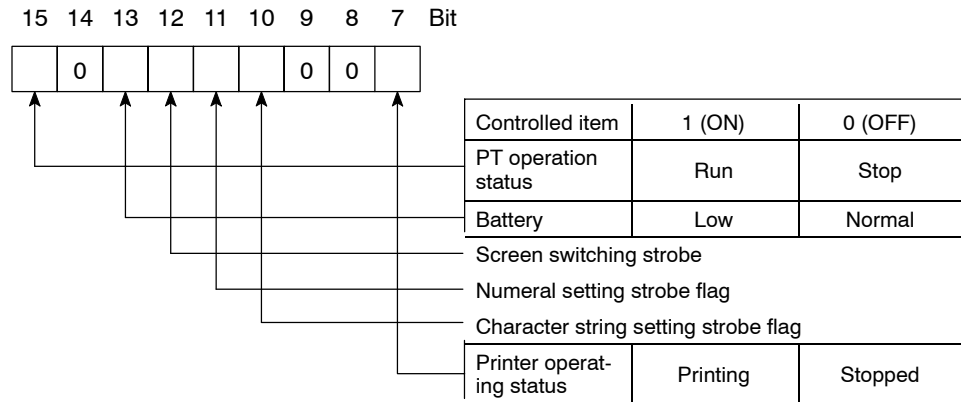 15 14 13 12 11 10 9 8 7 Bit
0 0 0
Controlled item 1 (ON) 0 (OFF)
PT operation
status Run Stop
Battery Low Normal
Screen switching strobe
Numeral setting strobe flag
Character string setting strobe flag
Printer operat-
ing status Printing Stopped